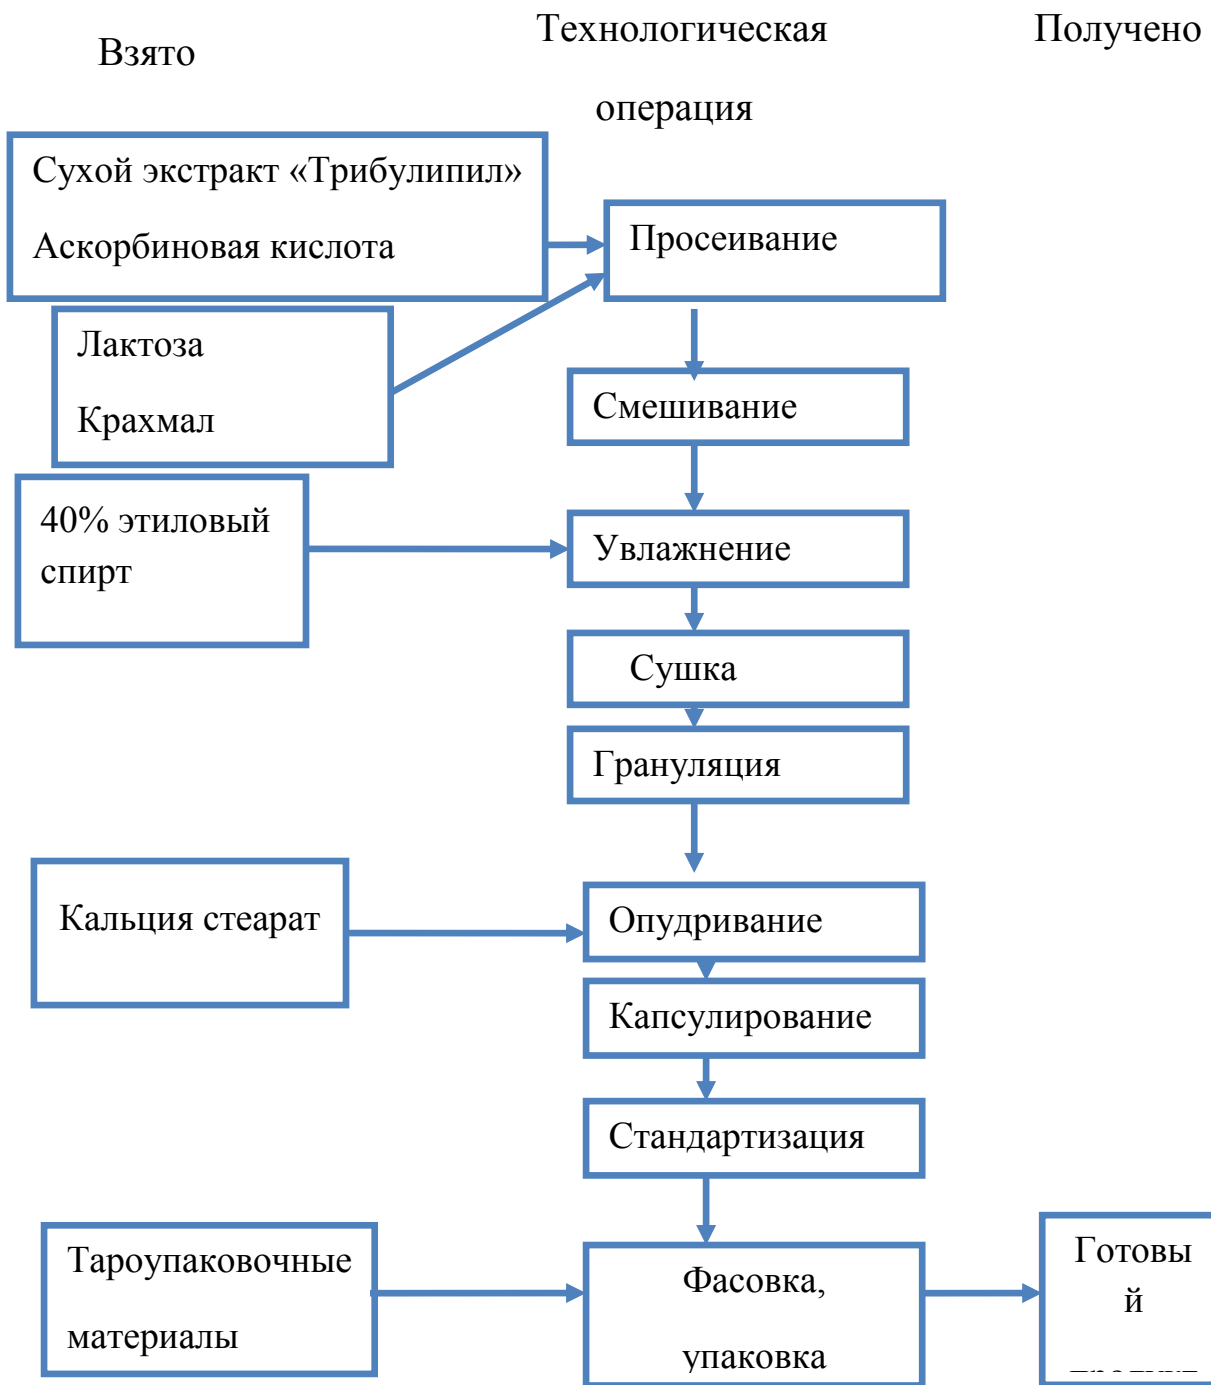 Взято
Технологическая
операция
Получено
Сухой экстракт «Трибулипил»
Аскорбиновая кислота
Просеивание
Лактоза
Крахмал
Смешивание
40% этиловый
спирт
Увлажнение
Сушка
Грануляция
Кальция стеарат
Опудривание
Капсулирование
Стандартизация
Тароупаковочные
материалы
Фасовка,
упаковка
Готовы
й